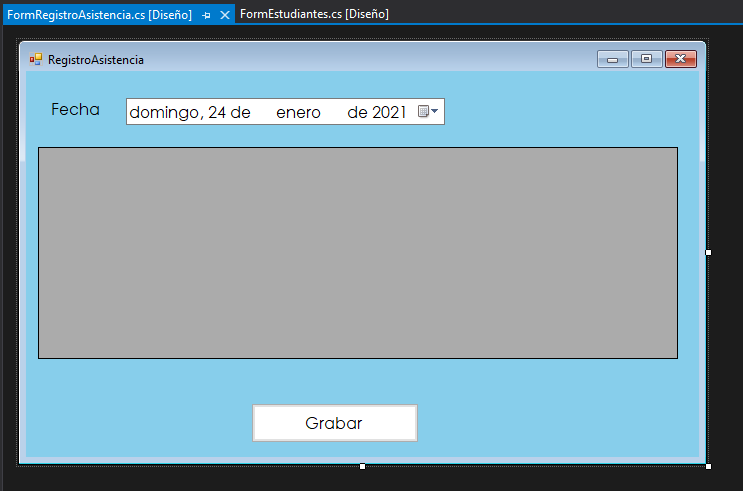 FormRegistroAsistencia.cs [Diseño] FormEstudiantes.cs [Diseño]
RegistroAsistencia
Fecha domingo, 24 de enero de 2021
Grabar